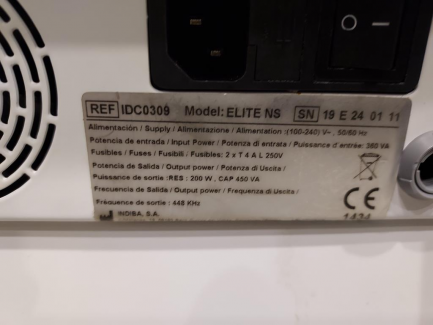 REF IDC0309 Model: ELITE NS SN 19 E 24 01 11
Alimentación / Supply / Alimentazione / Alimentation : (100-240) V~ , 50/60 Hz
Potencia de entrada / Input Power / Potenza di entrata / Puissance d'entrée: 360 VA
Fusibles / Fuses / Fusibili / Fusibles: 2 x T 4 A L 250V
Potencia de Salida / Output power / Potenza di Uscita /
Puissance de sortie : RES : 200 W , CAP 450 VA
Frecuencia de Salida / Output power / Frequenza di Uscita /
Fréquence de sortie : 448 KHz
INDIBA, S.A.
CE
1434